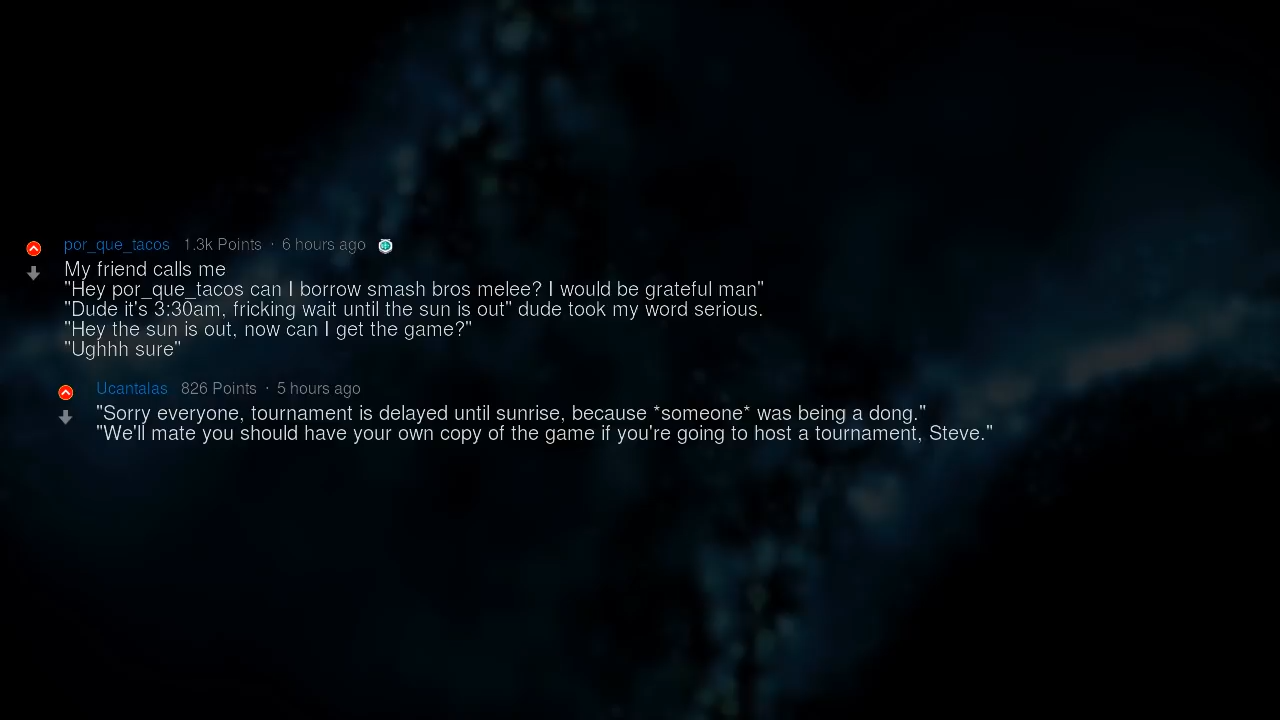 por_que_tacos 1.3k Points · 6 hours ago
My friend calls me
"Hey por_que_tacos can I borrow smash bros melee? I would be grateful man"
"Dude it's 3:30am, fricking wait until the sun is out" dude took my word serious.
"Hey the sun is out, now can I get the game?"
"Ughhh sure"
Ucantalas 826 Points · 5 hours ago
"Sorry everyone, tournament is delayed until sunrise, because *someone* was being a dong."
"We'll mate you should have your own copy of the game if you're going to host a tournament, Steve."